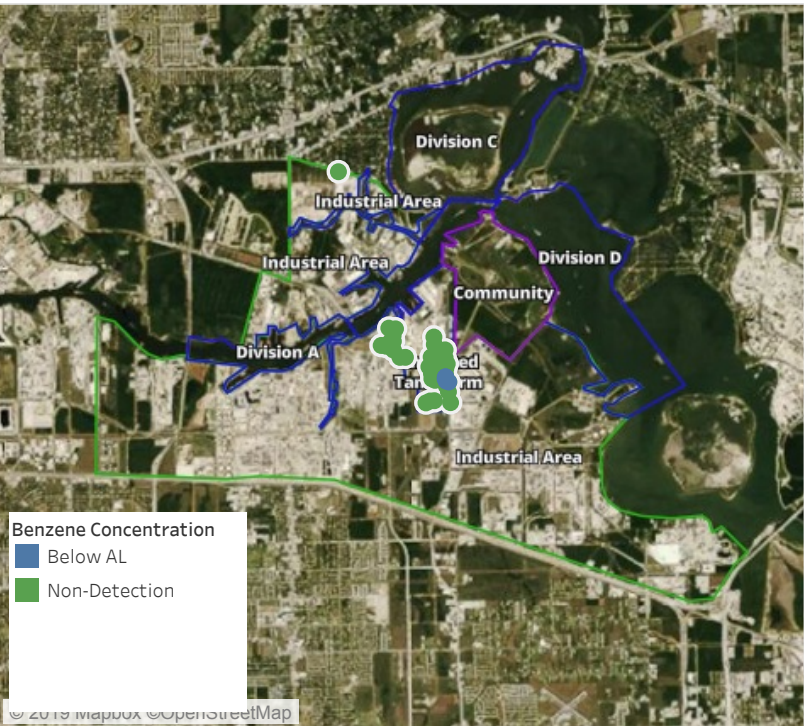 Division C
Industrial Area
Division D
Industrial Area
Community
Division A
Industrial Area
Benzene Concentration
Below AL
Non-Detection
© 2019 Mapbox ©OpenStreetMap